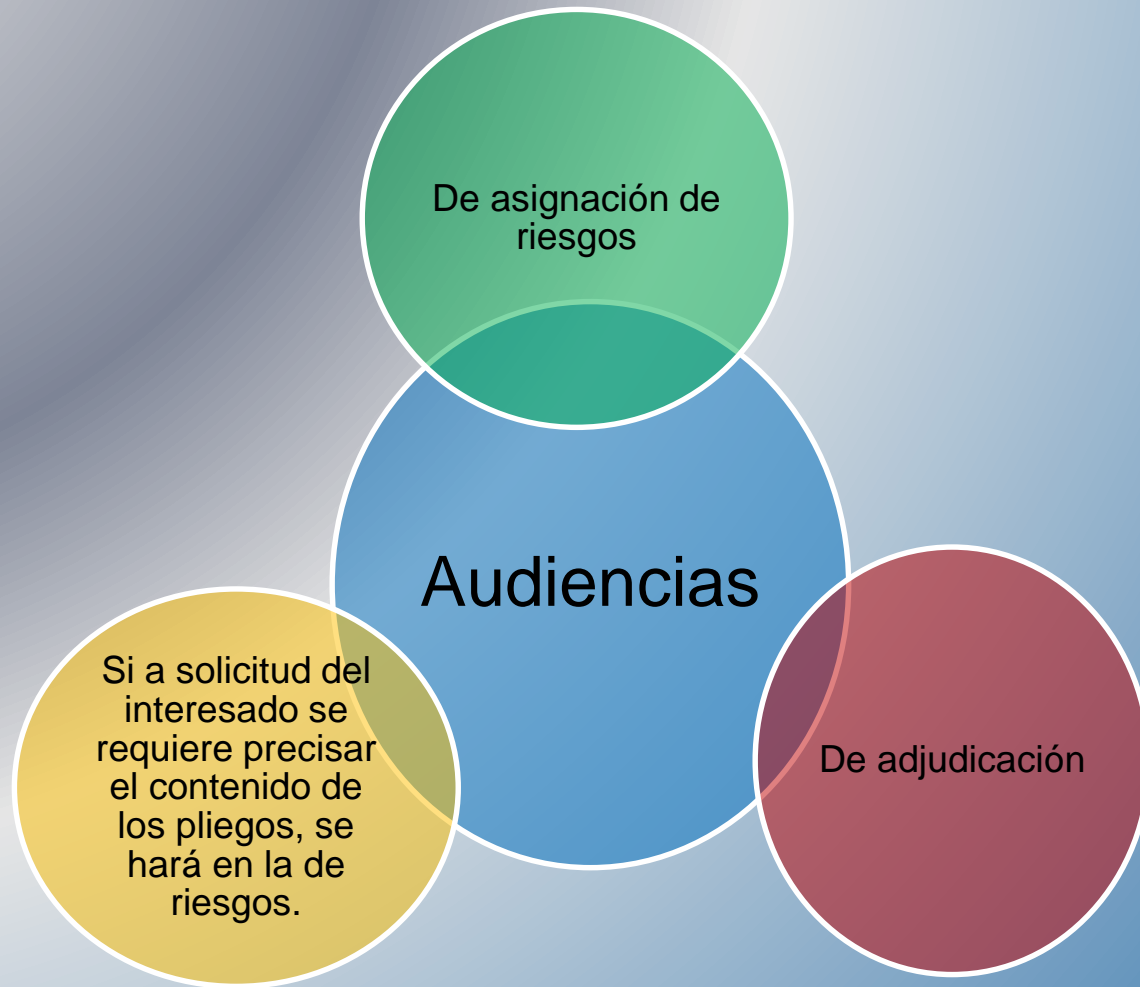 De asignación de
riesgos
Audiencias
Si a solicitud del
interesado se
requiere precisar
el contenido de
los pliegos, se
hará en la de
riesgos.
De adjudicación